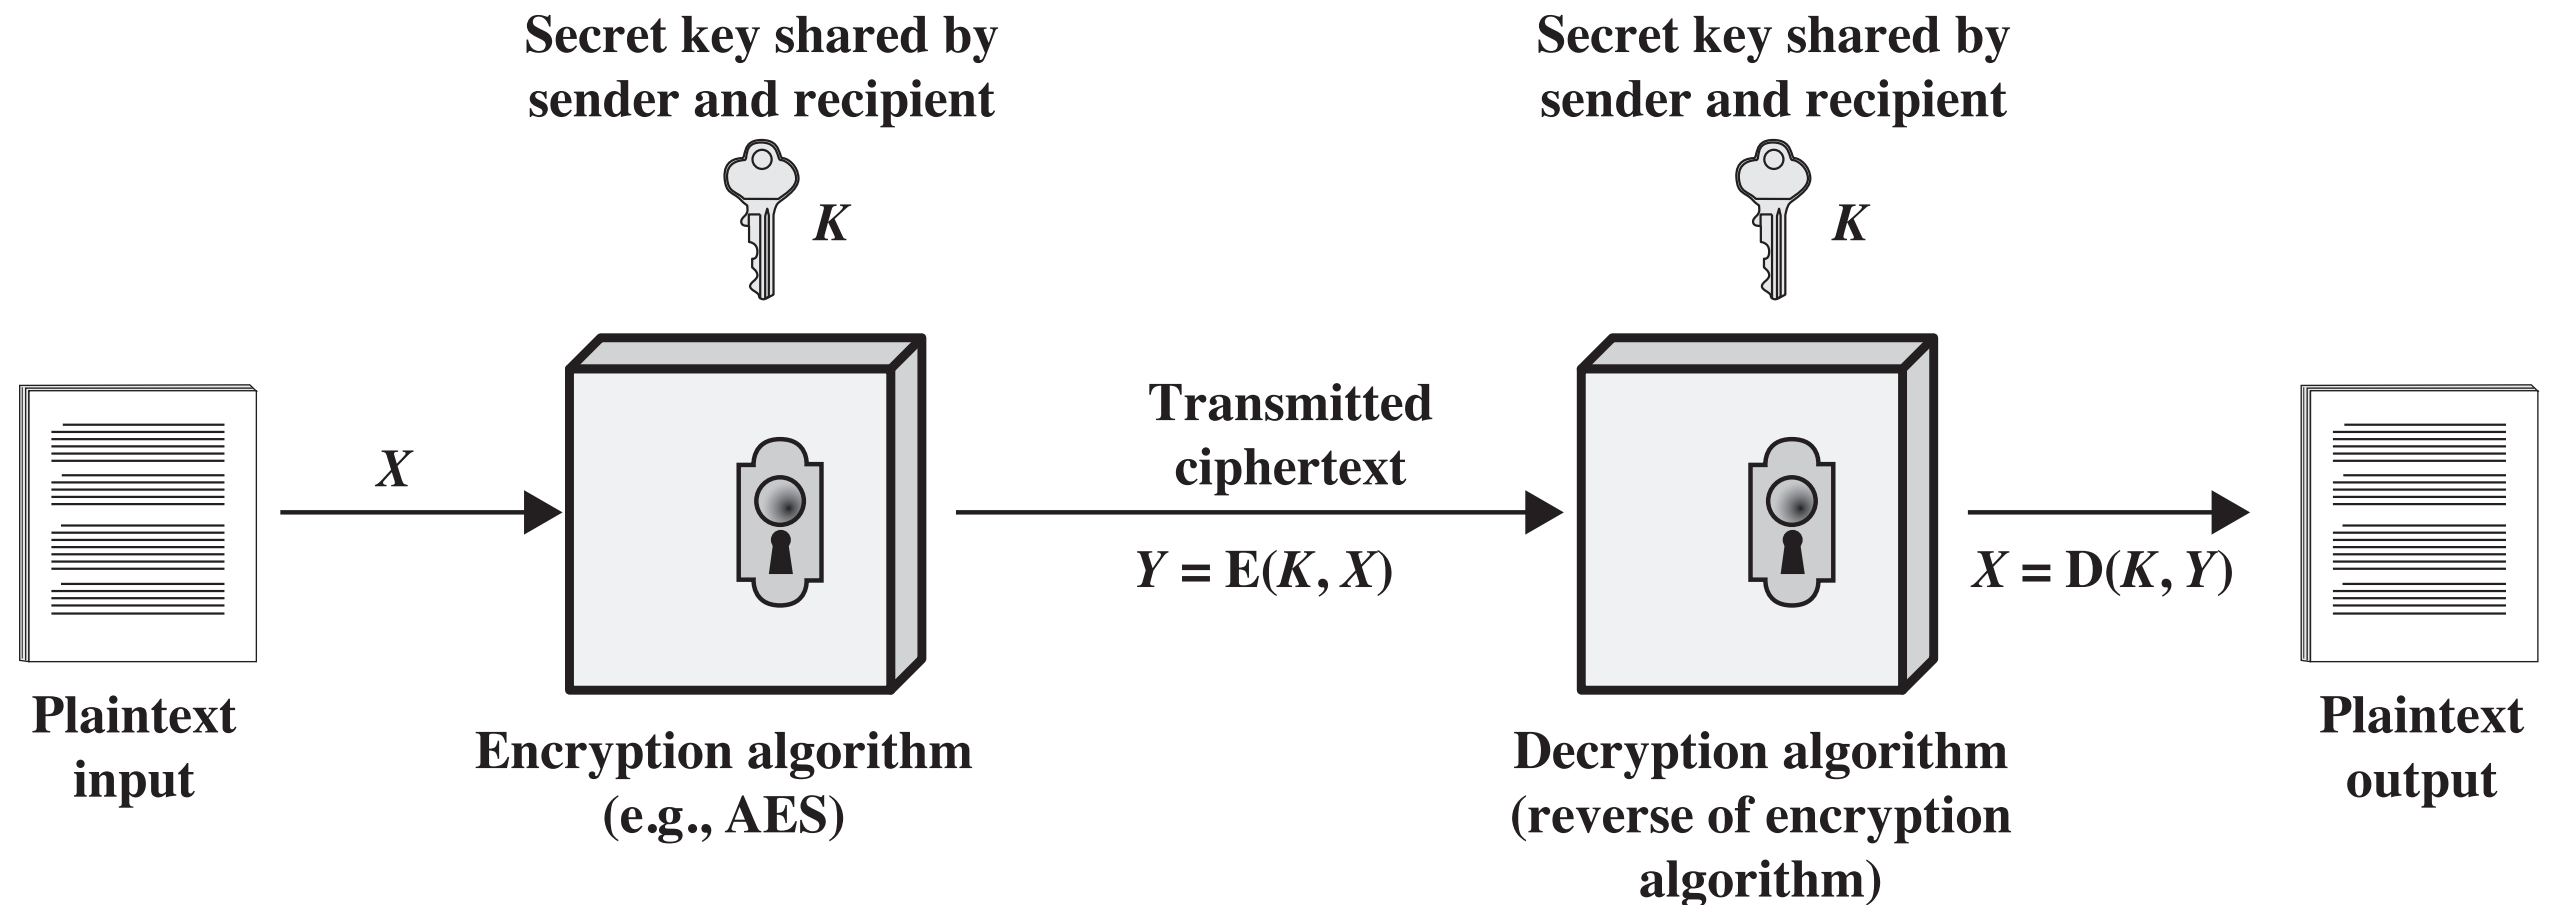 Secret key shared by
sender and recipient
K
Secret key shared by
sender and recipient
K
X
Transmitted
ciphertext
Y = E(K, X)
X = D(K, Y)
Plaintext
input
Encryption algorithm
(e.g., AES)
Decryption algorithm
(reverse of encryption
algorithm)
Plaintext
output